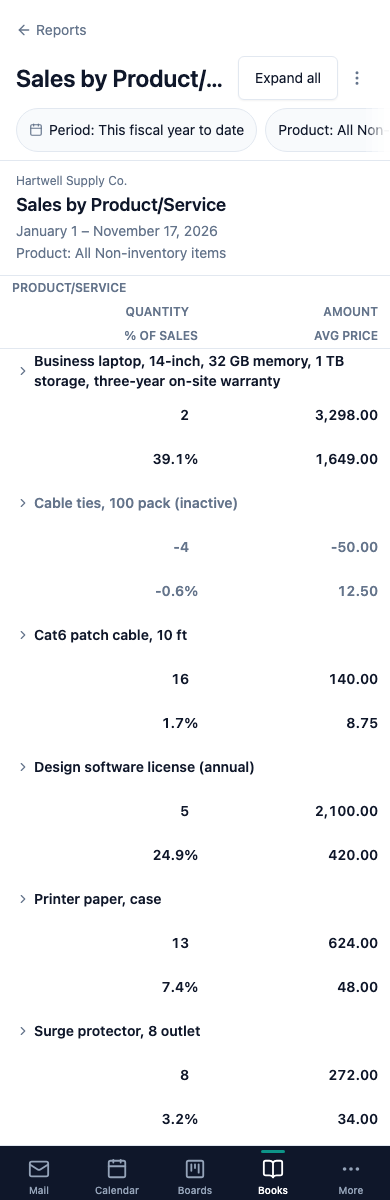 Reports
Sales by Product/...
Expand all
Period: This fiscal year to date
Product: All Non-
Hartwell Supply Co.
Sales by Product/Service
January 1 – November 17, 2026
Product: All Non-inventory items
PRODUCT/SERVICE
QUANTITY AMOUNT
% OF SALES AVG PRICE
Business laptop, 14-inch, 32 GB memory, 1 TB
storage, three-year on-site warranty
2 3,298.00
39.1% 1,649.00
Cable ties, 100 pack (inactive)
-4 -50.00
-0.6% 12.50
Cat6 patch cable, 10 ft
16 140.00
1.7% 8.75
Design software license (annual)
5 2,100.00
24.9% 420.00
Printer paper, case
13 624.00
7.4% 48.00
Surge protector, 8 outlet
8 272.00
3.2% 34.00
Mail Calendar Boards Books More